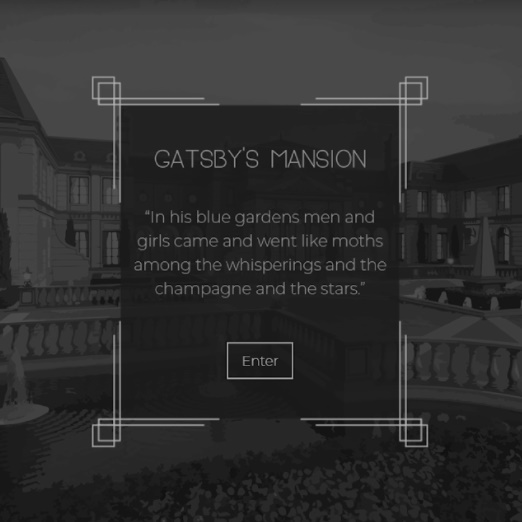 GATSBY'S MANSION
“In his blue gardens men and
girls came and went like moths
among the whisperings and the
champagne and the stars.”
Enter